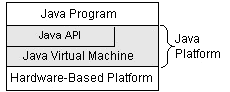 Java Program
Java API
Java Virtual Machine
Java
Platform
Hardware-Based Platform